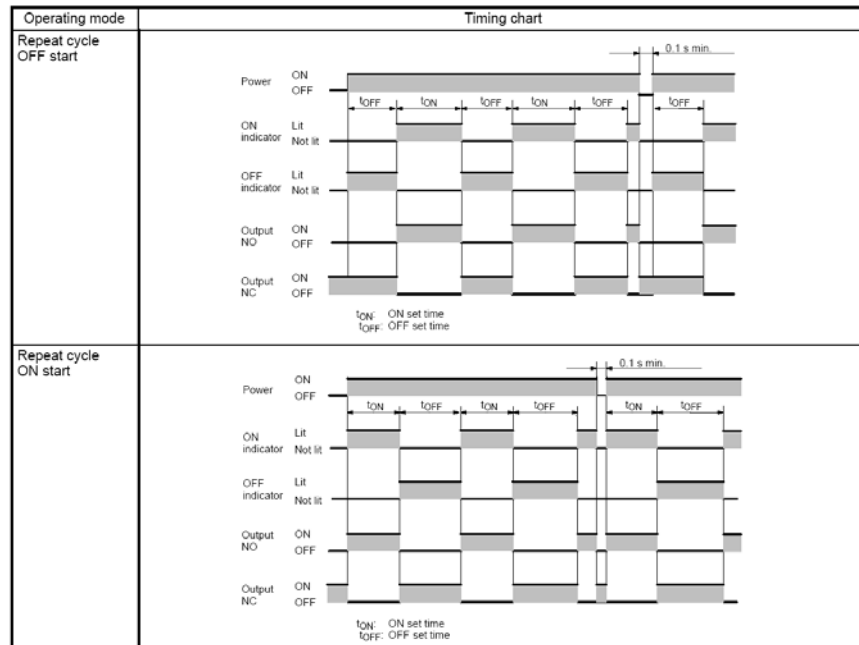 Operating mode
Timing chart
Repeat cycle
OFF start
0.1 s min.
Power
ON
OFF
tOFF tON tOFF tON tOFF tOFF
ON
indicator
Lit
Not lit
OFF
indicator
Lit
Not lit
Output
NO
ON
OFF
Output
NC
ON
OFF
tON: ON set time
tOFF: OFF set time
Repeat cycle
ON start
0.1 s min.
Power
ON
OFF
tON tOFF tON tOFF tON tOFF
ON
indicator
Lit
Not lit
OFF
indicator
Lit
Not lit
Output
NO
ON
OFF
Output
NC
ON
OFF
tON: ON set time
tOFF: OFF set time